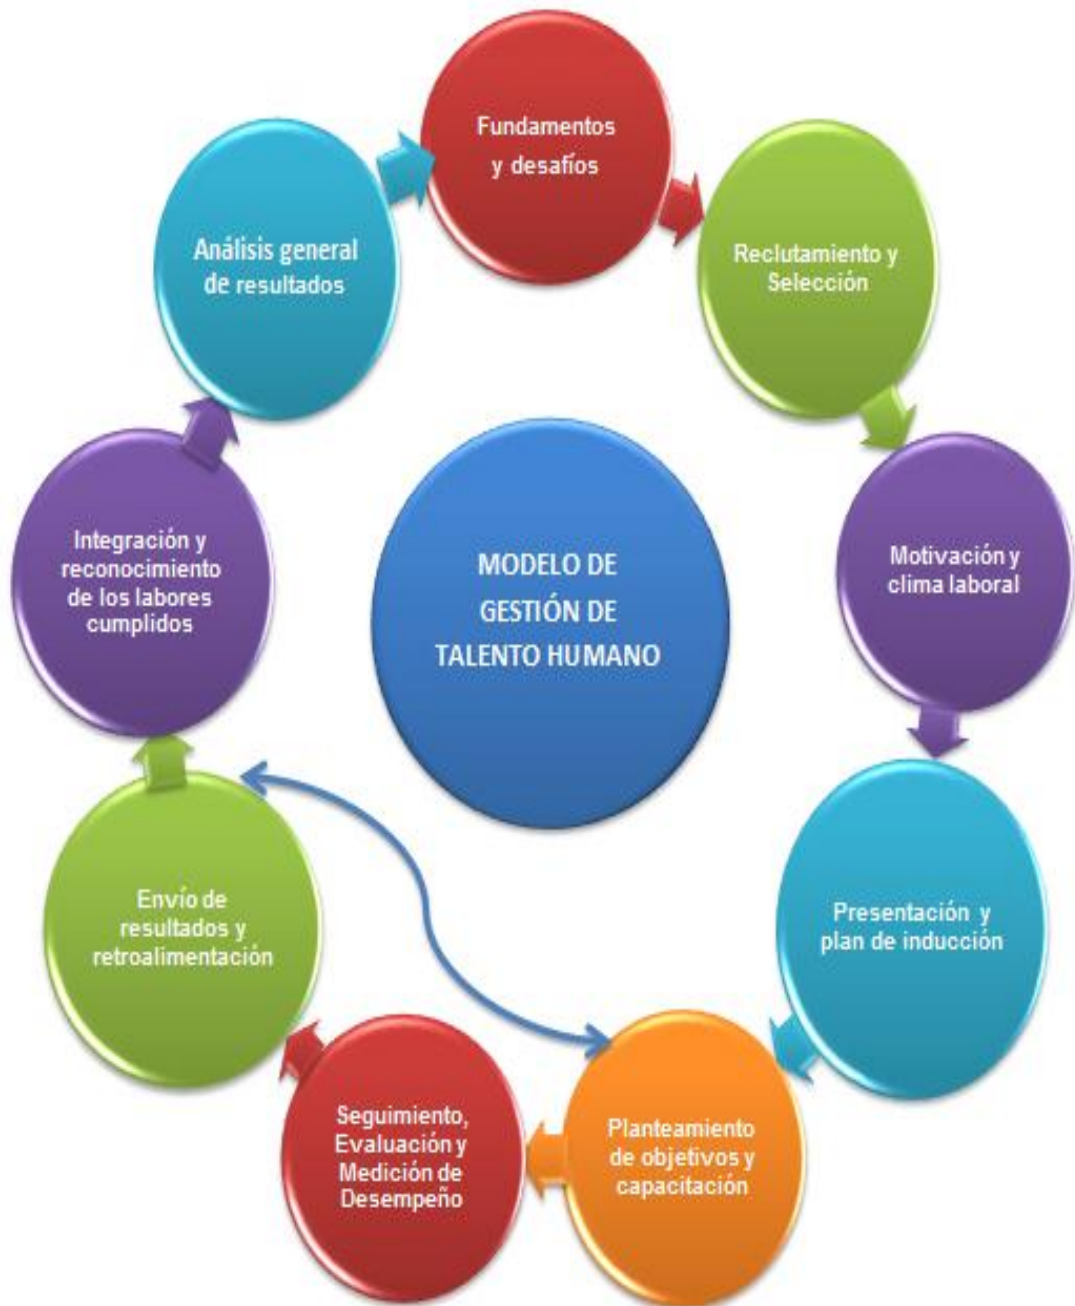 Fundamentos
y desafíos
Reclutamiento y
Selección
Motivación y
clima laboral
Presentación y
plan de inducción
Planteamiento
de objetivos y
capacitación
Seguimiento,
Evaluación y
Medición de
Desempeño
Envío de
resultados y
retroalimentación
Integración y
reconocimiento
de los labores
cumplidos
Análisis general
de resultados
MODELO DE
GESTIÓN DE
TALENTO HUMANO